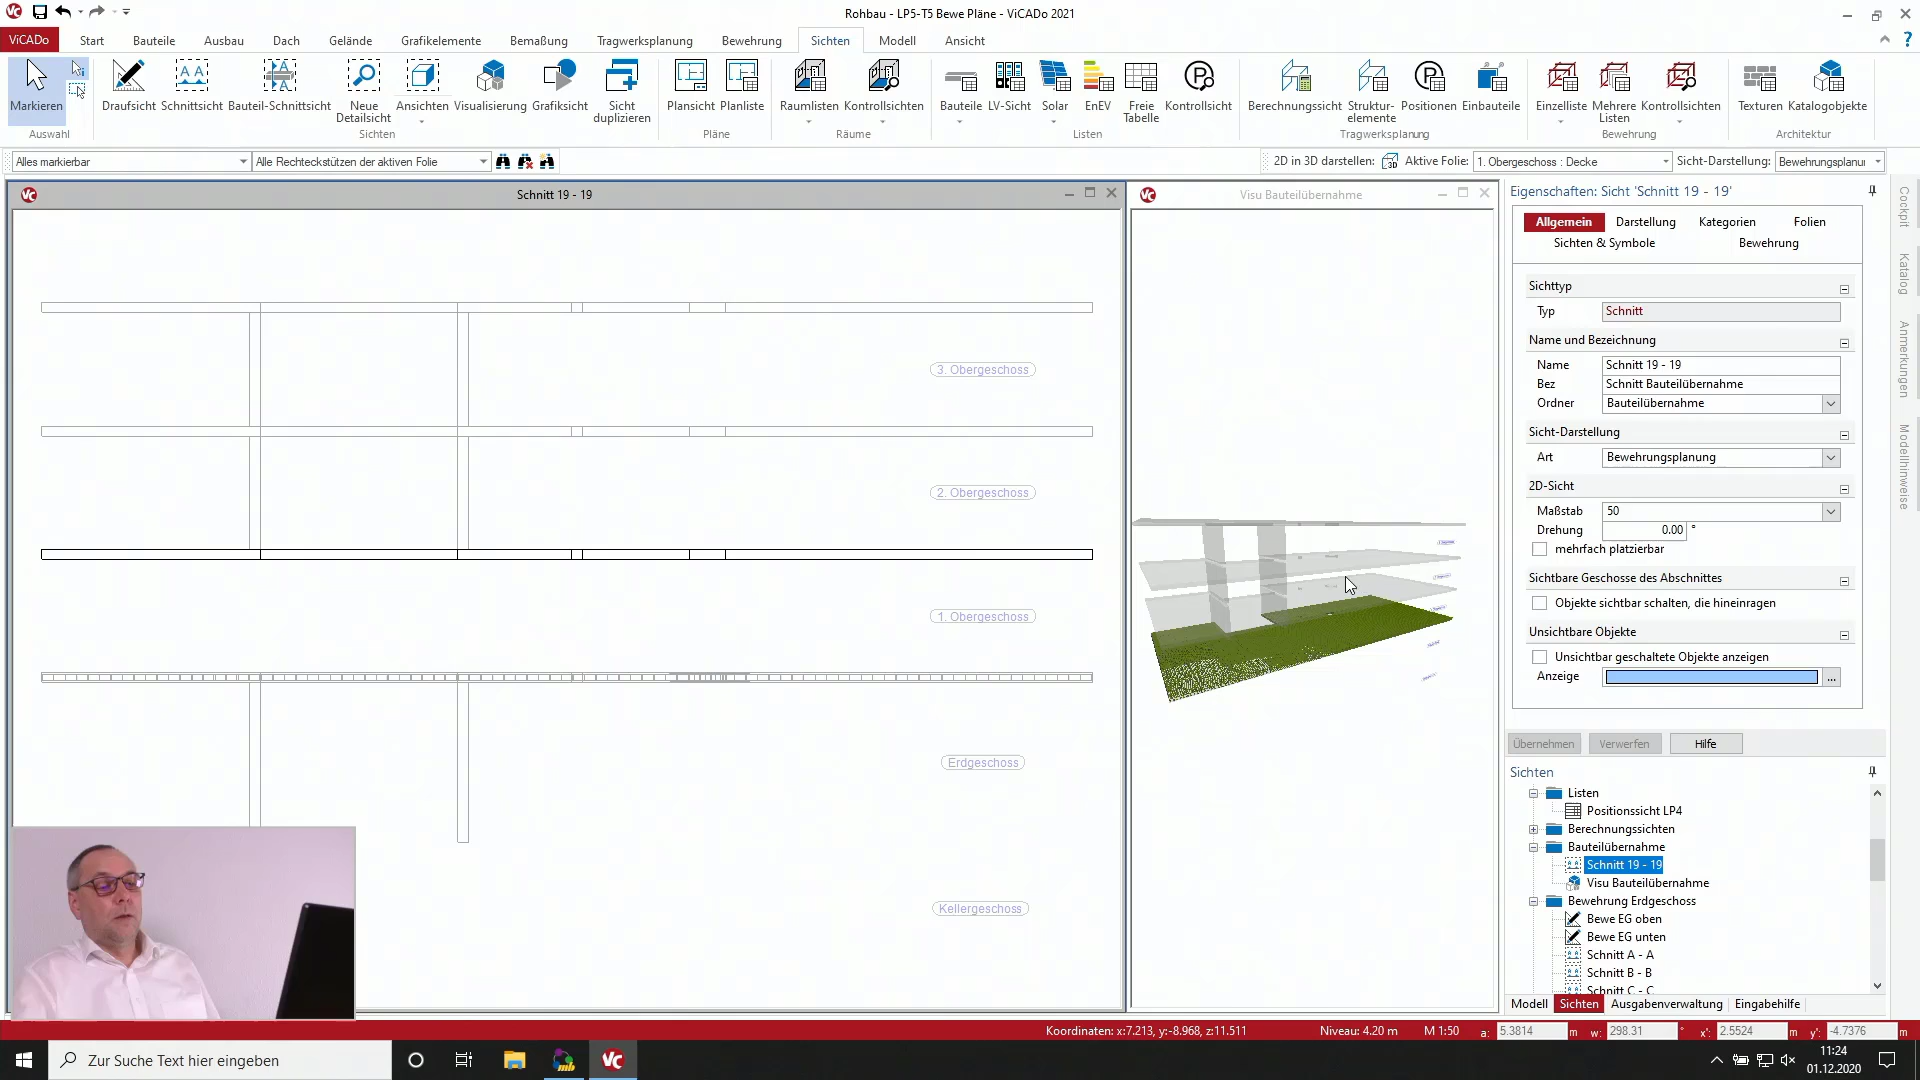 Rohbau - LP5-T5 Bewe Pläne - ViCADo 2021
ViCADo
Start
Bauteile
Ausbau
Dach
Gelände
Grafikelemente
Bemaßung
Tragwerksplanung
Bewehrung
Sichten
Modell
Ansicht
Markieren
Draufsicht
Schnittsicht
Bauteil-Schnittsicht
Neue Detailsicht
Ansichten
Visualisierung
Grafiksicht
Sicht duplizieren
Plansicht
Planliste
Raumlisten
Kontrollsichten
Bauteile
LV-Sicht
Solar
EnEV
Freie Tabelle
Kontrollsicht
Berechnungssicht
Struktur-elemente
Positionen
Einbauteile
Einzelliste
Mehrere Listen
Kontrollsichten
Texturen
Katalogobjekte
Auswahl
Sichten
Pläne
Räume
Listen
Tragwerksplanung
Bewehrung
Architektur
Alles markierbar
Alle Rechteckstützen der aktiven Folie
2D in 3D darstellen:
Aktive Folie:
1. Obergeschoss : Decke
Sicht-Darstellung:
Bewehrungsplanu
Schnitt 19 - 19
Visu Bauteilübernahme
3. Obergeschoss
2. Obergeschoss
1. Obergeschoss
Erdgeschoss
Kellergeschoss
Eigenschaften: Sicht 'Schnitt 19 - 19'
Allgemein
Darstellung
Kategorien
Folien
Sichten & Symbole
Bewehrung
Sichttyp
Typ
Schnitt
Name und Bezeichnung
Name
Schnitt 19 - 19
Bez
Schnitt Bauteilübernahme
Ordner
Bauteilübernahme
Sicht-Darstellung
Art
Bewehrungsplanung
2D-Sicht
Maßstab
50
Drehung
0.00 °
mehrfach platzierbar
Sichtbare Geschosse des Abschnittes
Objekte sichtbar schalten, die hineinragen
Unsichtbare Objekte
Unsichtbar geschaltete Objekte anzeigen
Anzeige
...
Übernehmen
Verwerfen
Hilfe
Sichten
Listen
Positionssicht LP4
Berechnungssichten
Bauteilübernahme
Schnitt 19 - 19
Visu Bauteilübernahme
Bewehrung Erdgeschoss
Bewe EG oben
Bewe EG unten
Schnitt A - A
Schnitt B - B
Schnitt C - C
Modell
Sichten
Ausgabenverwaltung
Eigabehilfe
Cockpit
Katalog
Anmerkungen
Modellhinweise
Koordinaten: x:7.213, y:-8.968, z:11.511
Niveau: 4.20 m
M 1:50
a: 5.3814 m
w: 298.31 °
x': 2.5524 m
y': -4.7376 m
Zur Suche Text hier eingeben
mb
11:24
01.12.2020